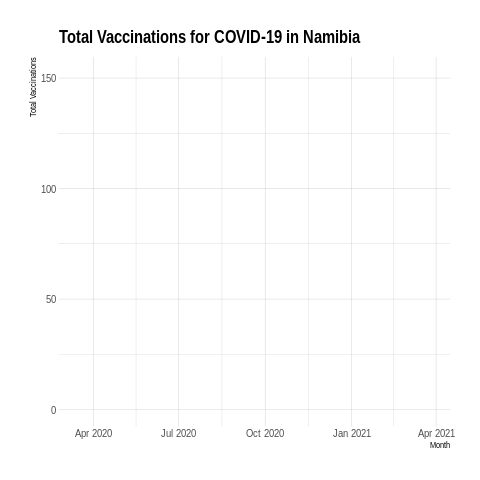 Total Vaccinations for COVID-19 in Namibia
Total Vaccinations
150
100
50
0
Apr 2020 Jul 2020 Oct 2020 Jan 2021 Apr 2021
Month